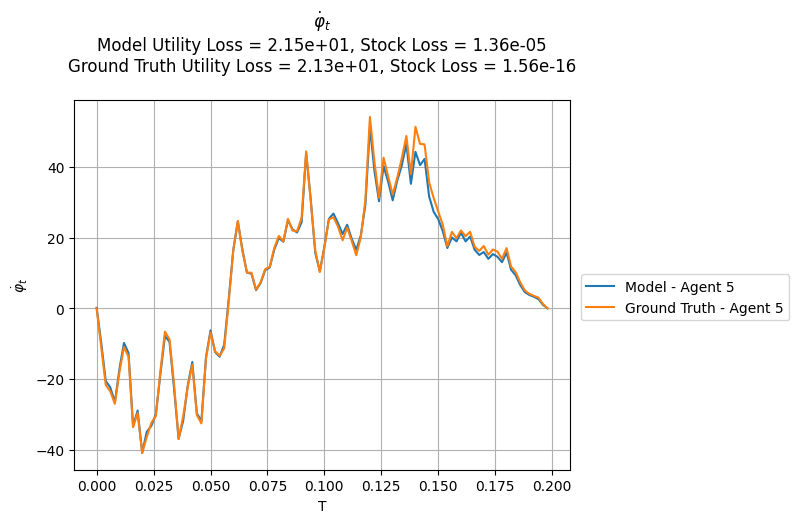 φ̇ₜ
Model Utility Loss = 2.15e+01, Stock Loss = 1.36e-05
Ground Truth Utility Loss = 2.13e+01, Stock Loss = 1.56e-16
φ̇ₜ
40
20
0
−20
−40
0.000 0.025 0.050 0.075 0.100 0.125 0.150 0.175 0.200
T
Model - Agent 5
Ground Truth - Agent 5